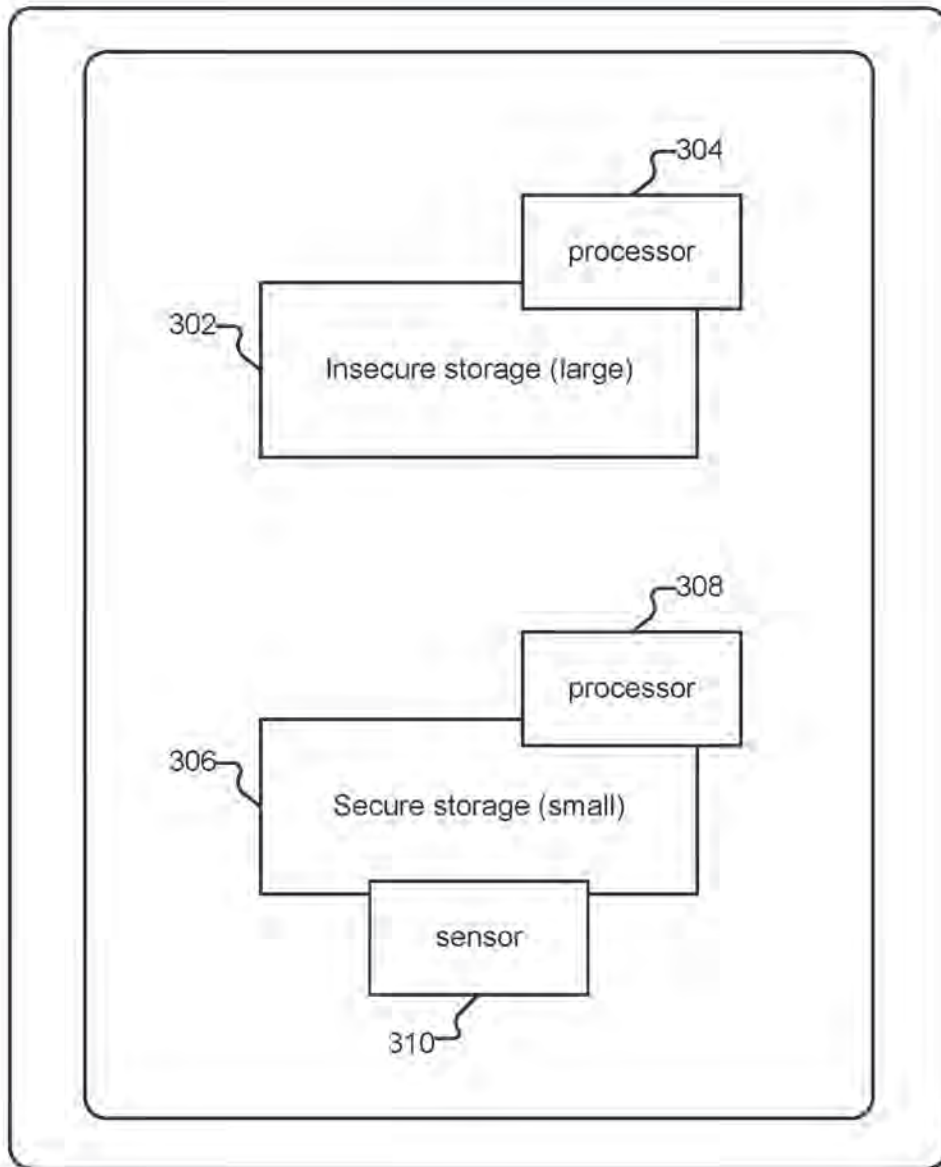 304
processor
302
Insecure storage (large)
308
processor
306
Secure storage (small)
sensor
310